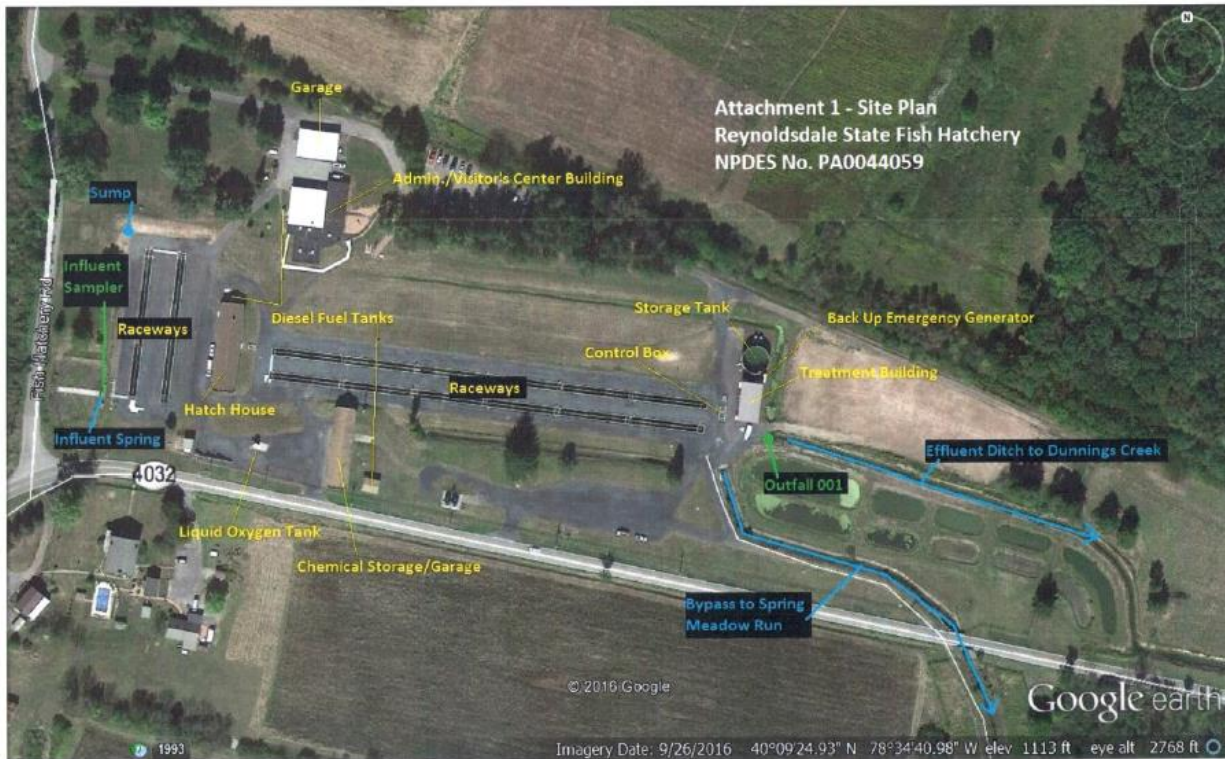 Attachment 1 - Site Plan
Reynoldsdale State Fish Hatchery
NPDES No. PA0044059
N
Garage
Admin./Visitor's Center Building
Sump
Influent
Sampler
Fish Hatchery Rd
Raceways
Diesel Fuel Tanks
Storage Tank
Back Up Emergency Generator
Control Box
Treatment Building
Raceways
Hatch House
Influent Spring
Effluent Ditch to Dunnings Creek
4032
Outfall 001
Liquid Oxygen Tank
Chemical Storage/Garage
Bypass to Spring
Meadow Run
© 2016 Google
Google earth
1993
Imagery Date: 9/26/2016 40°09'24.93" N 78°34'40.98" W elev 1113 ft eye alt 2768 ft